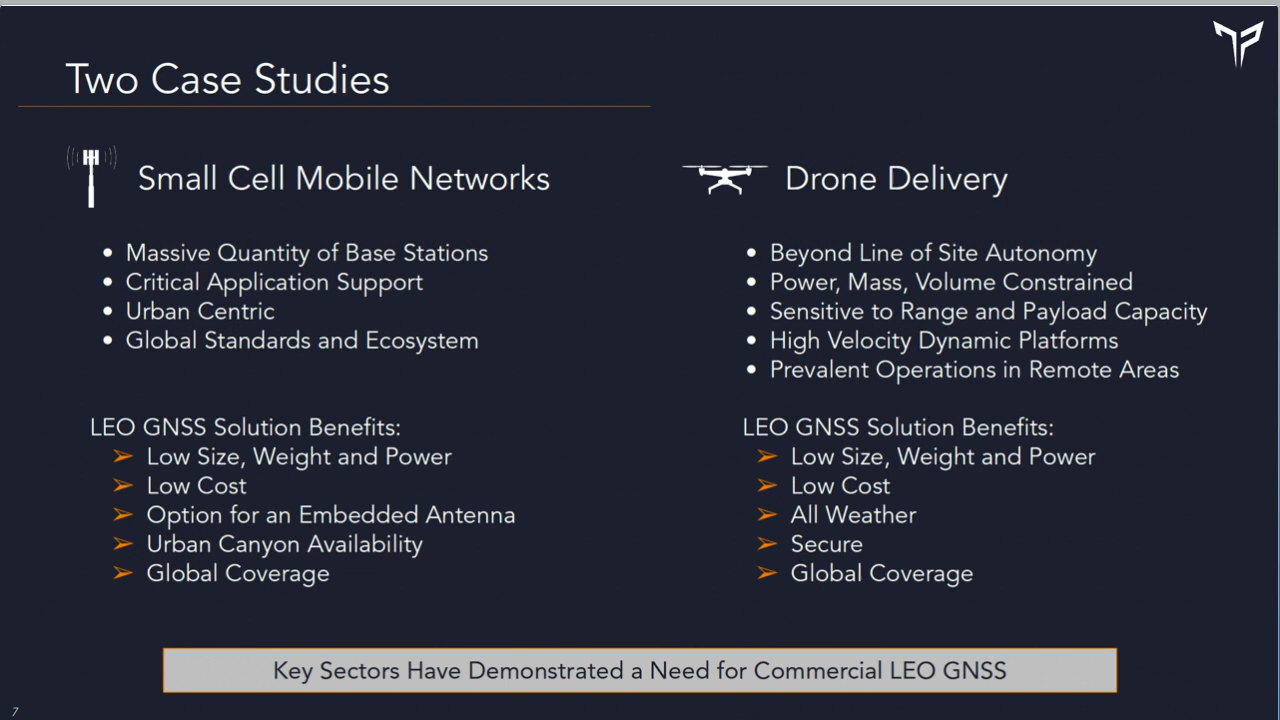 Two Case Studies
Small Cell Mobile Networks
• Massive Quantity of Base Stations
• Critical Application Support
• Urban Centric
• Global Standards and Ecosystem
LEO GNSS Solution Benefits:
➢ Low Size, Weight and Power
➢ Low Cost
➢ Option for an Embedded Antenna
➢ Urban Canyon Availability
➢ Global Coverage
Drone Delivery
• Beyond Line of Site Autonomy
• Power, Mass, Volume Constrained
• Sensitive to Range and Payload Capacity
• High Velocity Dynamic Platforms
• Prevalent Operations in Remote Areas
LEO GNSS Solution Benefits:
➢ Low Size, Weight and Power
➢ Low Cost
➢ All Weather
➢ Secure
➢ Global Coverage
Key Sectors Have Demonstrated a Need for Commercial LEO GNSS
7